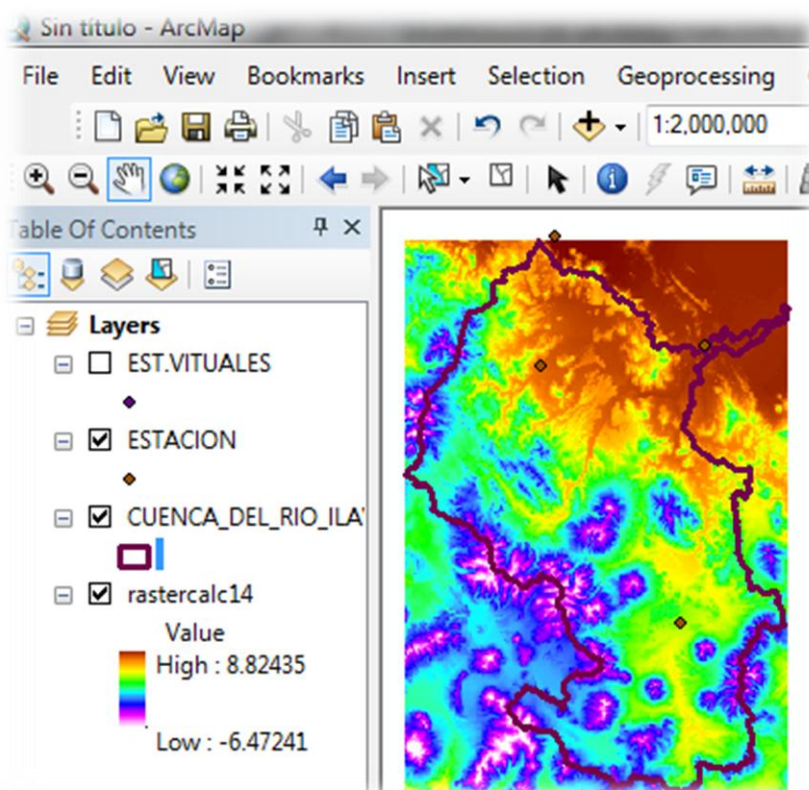 Sin título - ArcMap
File Edit View Bookmarks Insert Selection Geoprocessing
1:2,000,000
Table Of Contents
Layers
EST.VITUALES
ESTACION
CUENCA_DEL_RIO_ILA
rastercalc14
Value
High : 8.82435
Low : -6.47241